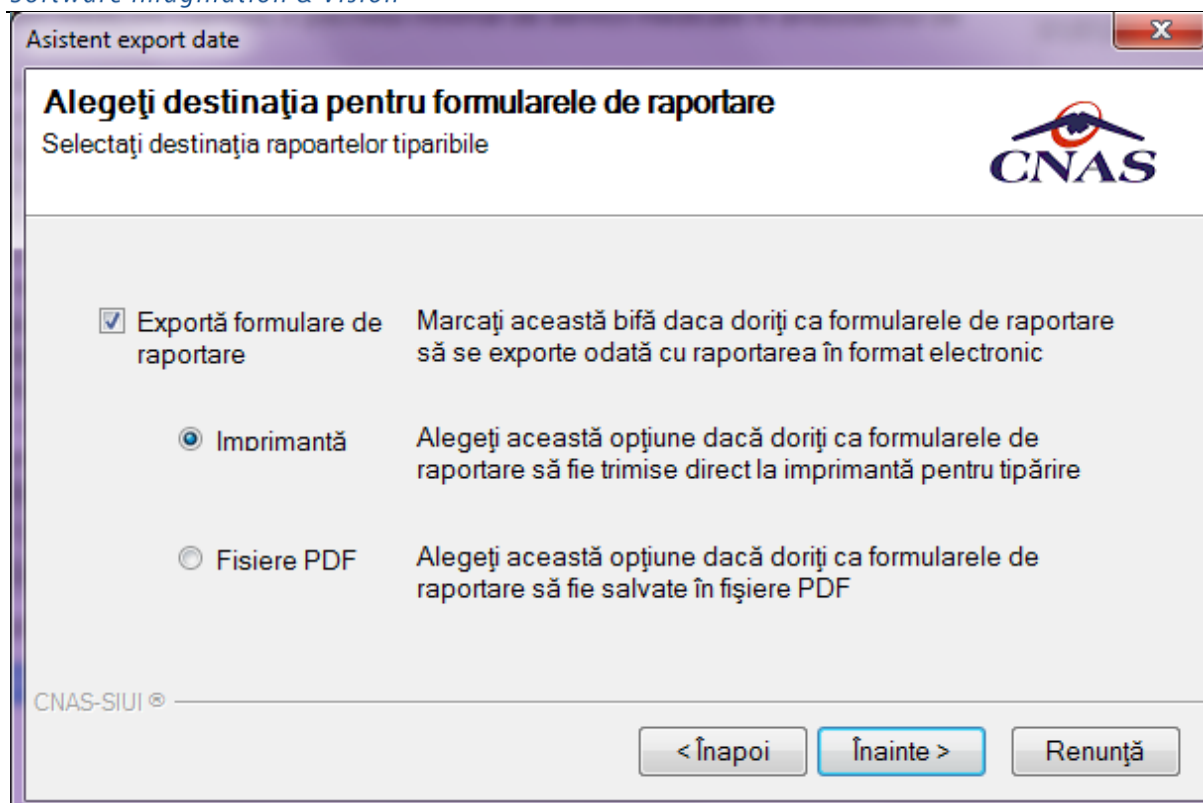 Software Imagination & Vision
Asistent export date
Alegeţi destinaţia pentru formularele de raportare
Selectaţi destinaţia rapoartelor tiparibile
CNAS
Exportă formulare de
raportare
Marcaţi această bifă daca doriţi ca formularele de raportare
să se exporte odată cu raportarea în format electronic
Imprimantă
Alegeţi această opţiune dacă doriţi ca formularele de
raportare să fie trimise direct la imprimantă pentru tipărire
Fisiere PDF
Alegeţi această opţiune dacă doriţi ca formularele de
raportare să fie salvate în fişiere PDF
CNAS-SIUI ®
< Înapoi
Înainte >
Renunţă